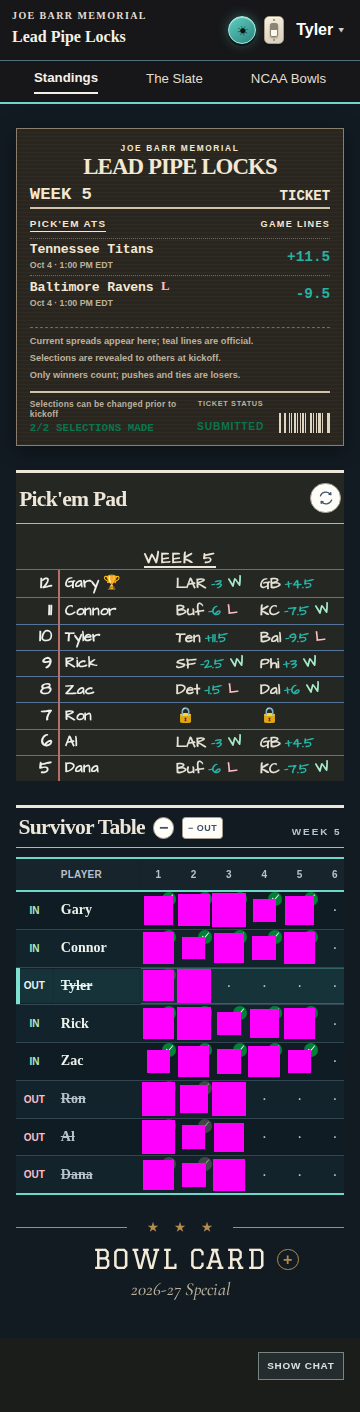 JOE BARR MEMORIAL
Lead Pipe Locks
Tyler ▼
Standings The Slate NCAA Bowls
JOE BARR MEMORIAL
LEAD PIPE LOCKS
WEEK 5 TICKET
PICK'EM ATS GAME LINES
Tennessee Titans +11.5
Oct 4 · 1:00 PM EDT
Baltimore Ravens L -9.5
Oct 4 · 1:00 PM EDT
Current spreads appear here; teal lines are official.
Selections are revealed to others at kickoff.
Only winners count; pushes and ties are losers.
Selections can be changed prior to kickoff TICKET STATUS
2/2 SELECTIONS MADE SUBMITTED
Pick'em Pad
WEEK 5
12 Gary 🏆 LAR -3 W GB +4.5
11 Connor Buf -6 L KC -7.5 W
10 Tyler Ten +11.5 Bal -9.5 L
9 Rick SF -2.5 W Phi +3 W
8 Zac Det -1.5 L Dal +6 W
7 Ron 🔒 🔒
6 Al LAR -3 W GB +4.5
5 Dana Buf -6 L KC -7.5 W
Survivor Table − − OUT WEEK 5
PLAYER 1 2 3 4 5 6
IN Gary ·
IN Connor ·
OUT Tyler · · · ·
IN Rick ·
IN Zac ·
OUT Ron · · ·
OUT Al · · ·
OUT Dana · · ·
★ ★ ★
BOWL CARD +
2026-27 Special
SHOW CHAT